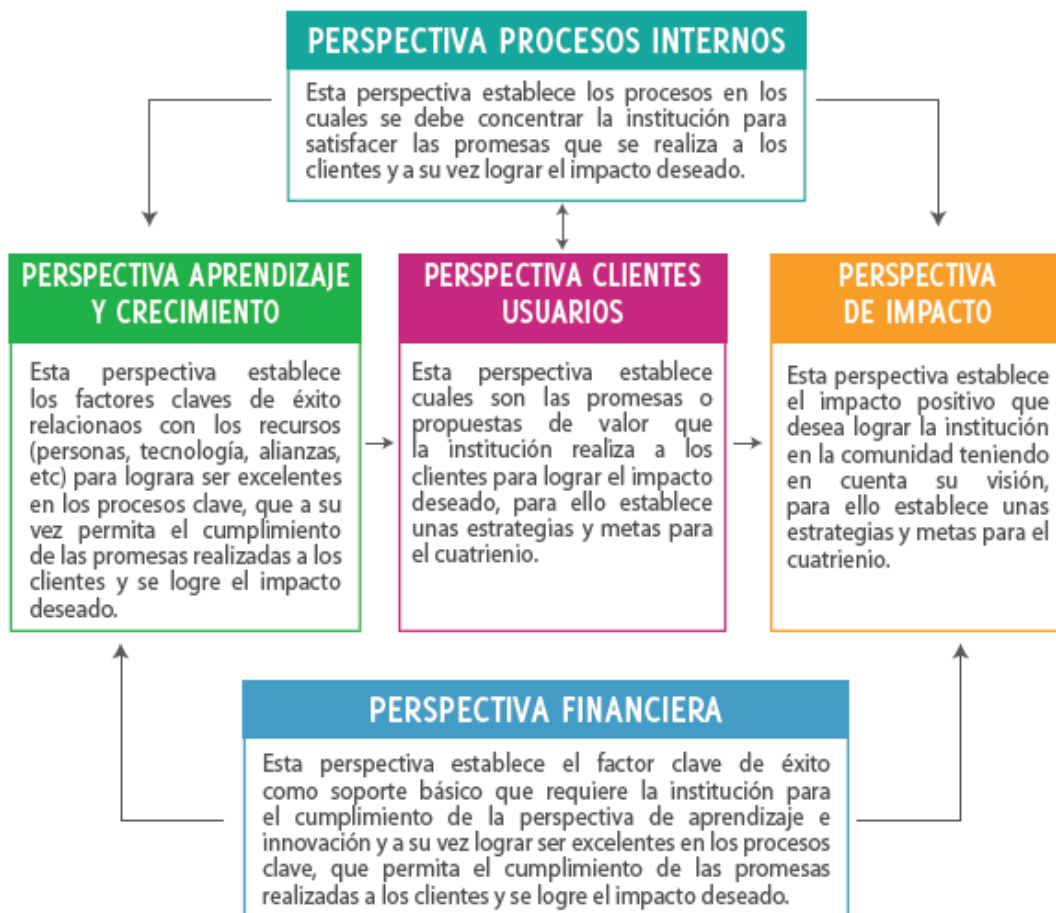 PERSPECTIVA PROCESOS INTERNOS
Esta perspectiva establece los procesos en los
cuales se debe concentrar la institución para
satisfacer las promesas que se realiza a los
clientes y a su vez lograr el impacto deseado.
PERSPECTIVA APRENDIZAJE
Y CRECIMIENTO
Esta perspectiva establece
los factores claves de éxito
relacionaos con los recursos
(personas, tecnología, alianzas,
etc) para lograra ser excelentes
en los procesos clave, que a su
vez permita el cumplimiento
de las promesas realizadas a los
clientes y se logre el impacto
deseado.
PERSPECTIVA CLIENTES
USUARIOS
Esta perspectiva establece
cuales son las promesas o
propuestas de valor que
la institución realiza a los
clientes para lograr el impacto
deseado, para ello establece
unas estrategias y metas para
el cuatrienio.
PERSPECTIVA
DE IMPACTO
Esta perspectiva establece
el impacto positivo que
desea lograr la institución
en la comunidad teniendo
en cuenta su visión,
para ello establece unas
estrategias y metas para el
cuatrienio.
PERSPECTIVA FINANCIERA
Esta perspectiva establece el factor clave de éxito
como soporte básico que requiere la institución para
el cumplimiento de la perspectiva de aprendizaje e
innovación y a su vez lograr ser excelentes en los procesos
clave, que permita el cumplimiento de las promesas
realizadas a los clientes y se logre el impacto deseado.